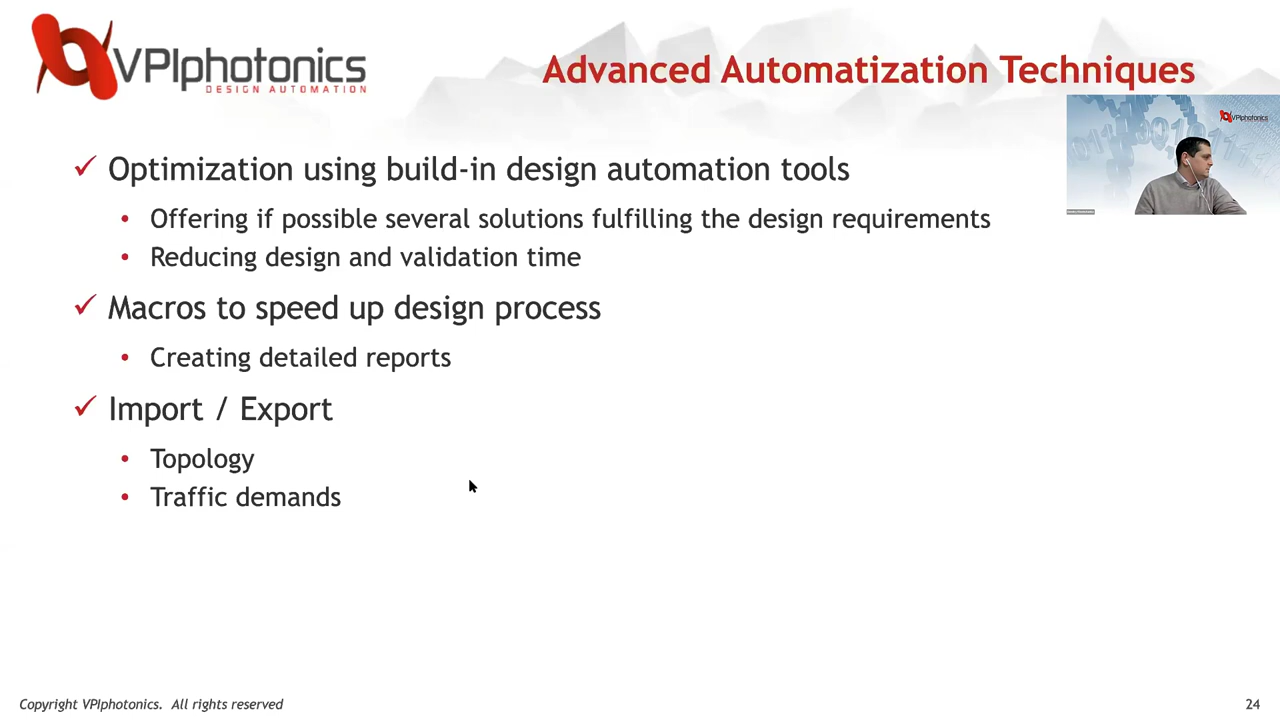 VPIphotonics
DESIGN AUTOMATION
Advanced Automatization Techniques
VPIphotonics
✓ Optimization using build-in design automation tools
• Offering if possible several solutions fulfilling the design requirements
• Reducing design and validation time
✓ Macros to speed up design process
• Creating detailed reports
✓ Import / Export
• Topology
• Traffic demands
Copyright VPIphotonics. All rights reserved
24